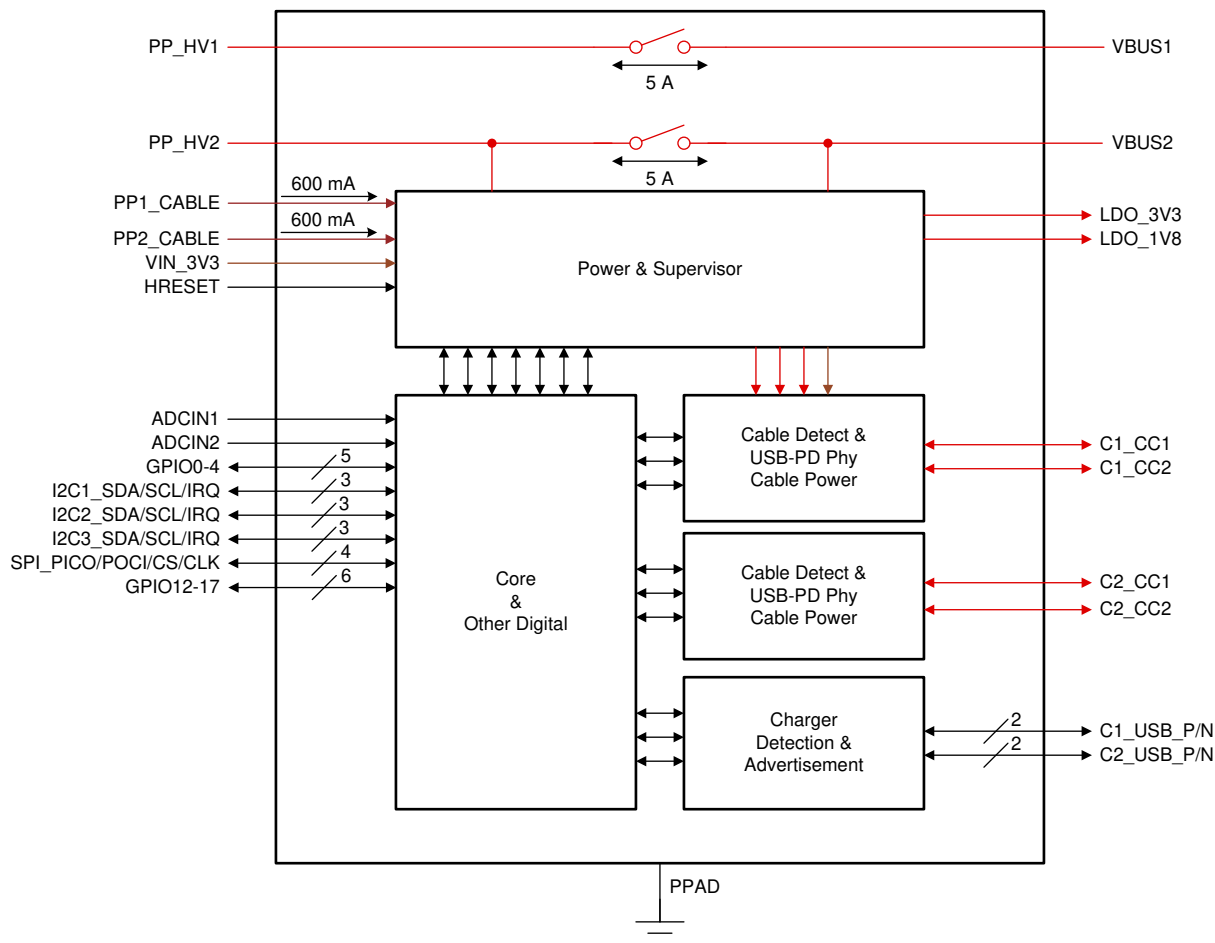 PP_HV1
VBUS1
5 A
PP_HV2
VBUS2
5 A
600 mA
PP1_CABLE
600 mA
PP2_CABLE
VIN_3V3
HRESET
Power & Supervisor
LDO_3V3
LDO_1V8
ADCIN1
ADCIN2
GPIO0-4
5
I2C1_SDA/SCL/IRQ
3
I2C2_SDA/SCL/IRQ
3
I2C3_SDA/SCL/IRQ
3
SPI_PICO/POCI/CS/CLK
4
GPIO12-17
6
Core
&
Other Digital
Cable Detect &
USB-PD Phy
Cable Power
C1_CC1
C1_CC2
Cable Detect &
USB-PD Phy
Cable Power
C2_CC1
C2_CC2
Charger
Detection &
Advertisement
2
C1_USB_P/N
2
C2_USB_P/N
PPAD